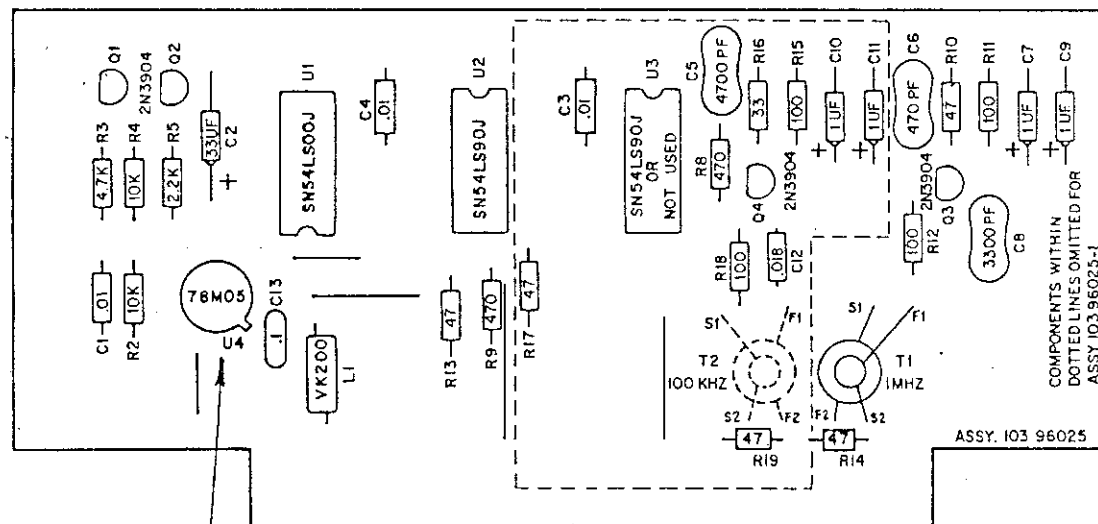 Q1
2N3904
Q2
R3
4.7K
R4
10K
R5
2.2K
33UF
C2
+
U1
SN54LS00J
C4
.01
U2
SN54LS90J
C3
.01
U3
SN54LS90J
OR
NOT USED
C5
4700 PF
R16
33
R15
100
C10
1UF
+
C11
1UF
+
C6
470 PF
R10
47
R11
100
C7
1UF
+
C9
1UF
+
R8
470
Q4
2N3904
2N3904
Q3
100
R12
3300 PF
C8
R18
100
.018
C12
C1
.01
R2
10K
78M05
U4
C13
.1
VK200
L1
R13
47
R9
470
R17
47
S1
F1
T2
100 KHZ
S2
F2
47
R19
S1
F1
T1
1MHZ
F2
S2
47
R14
COMPONENTS WITHIN
DOTTED LINES OMITTED FOR
ASSY 103 96025-1
ASSY. 103 96025